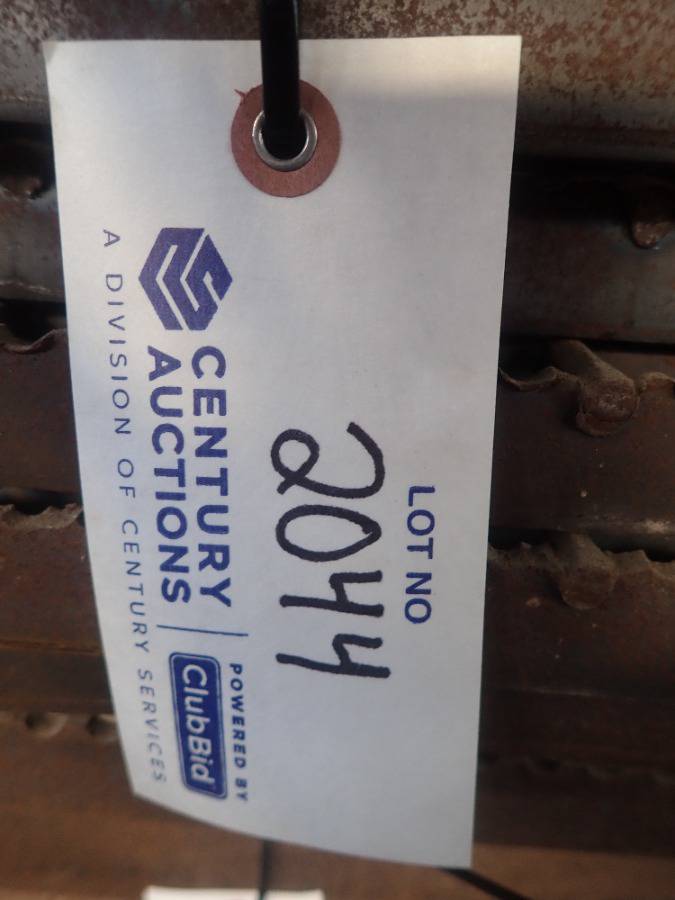 LOT NO
2044
CENTURY
AUCTIONS
POWERED BY
ClubBid
A DIVISION OF CENTURY SERVICES